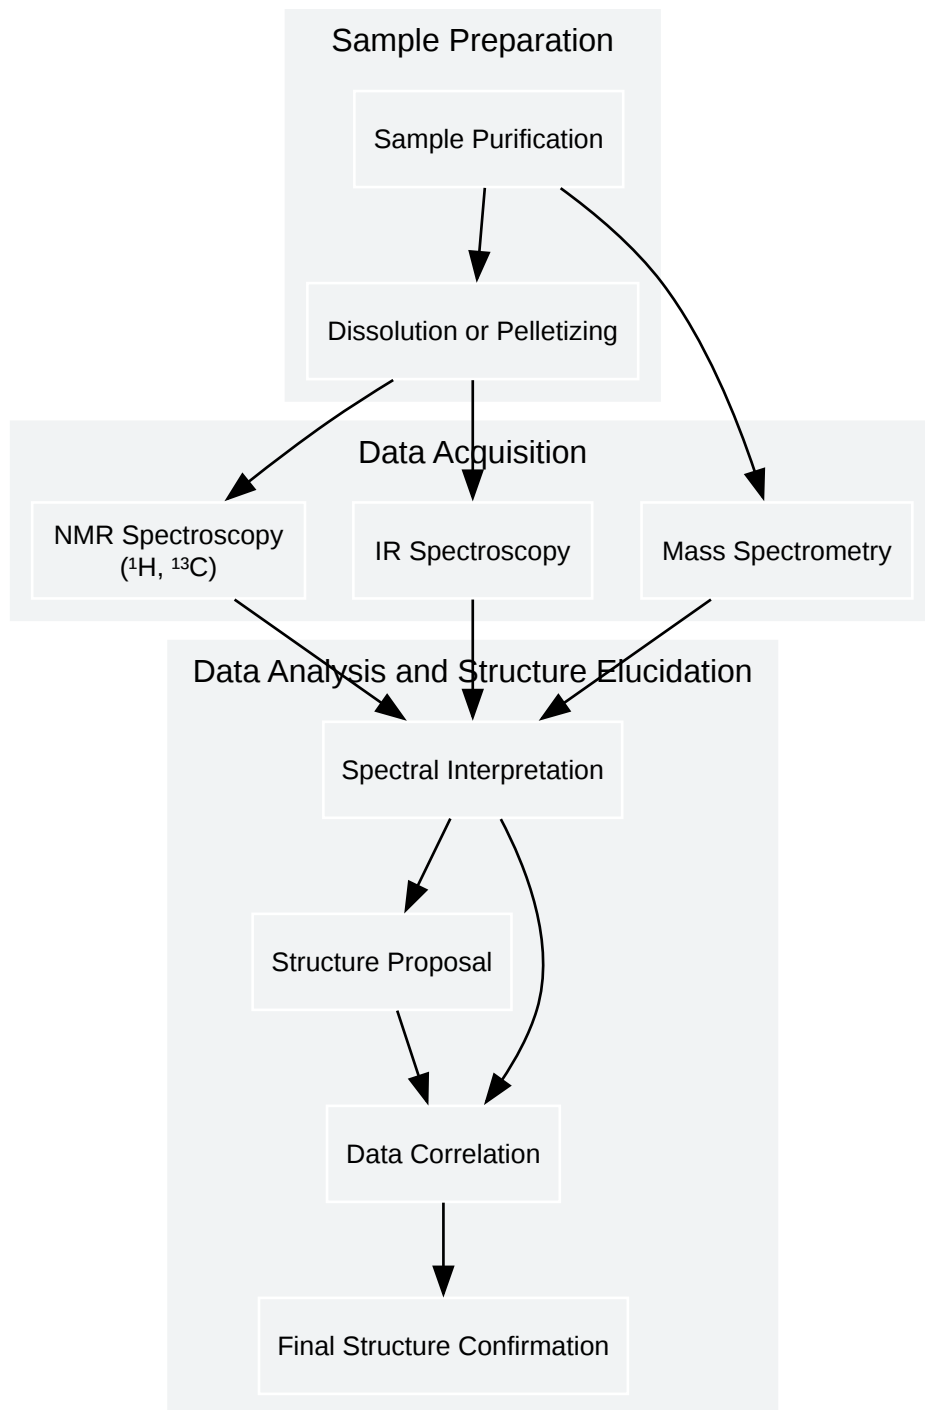 Sample Preparation
Sample Purification
Dissolution or Pelletizing
Data Acquisition
NMR Spectroscopy
(¹H, ¹³C)
IR Spectroscopy
Mass Spectrometry
Data Analysis and Structure Elucidation
Spectral Interpretation
Structure Proposal
Data Correlation
Final Structure Confirmation